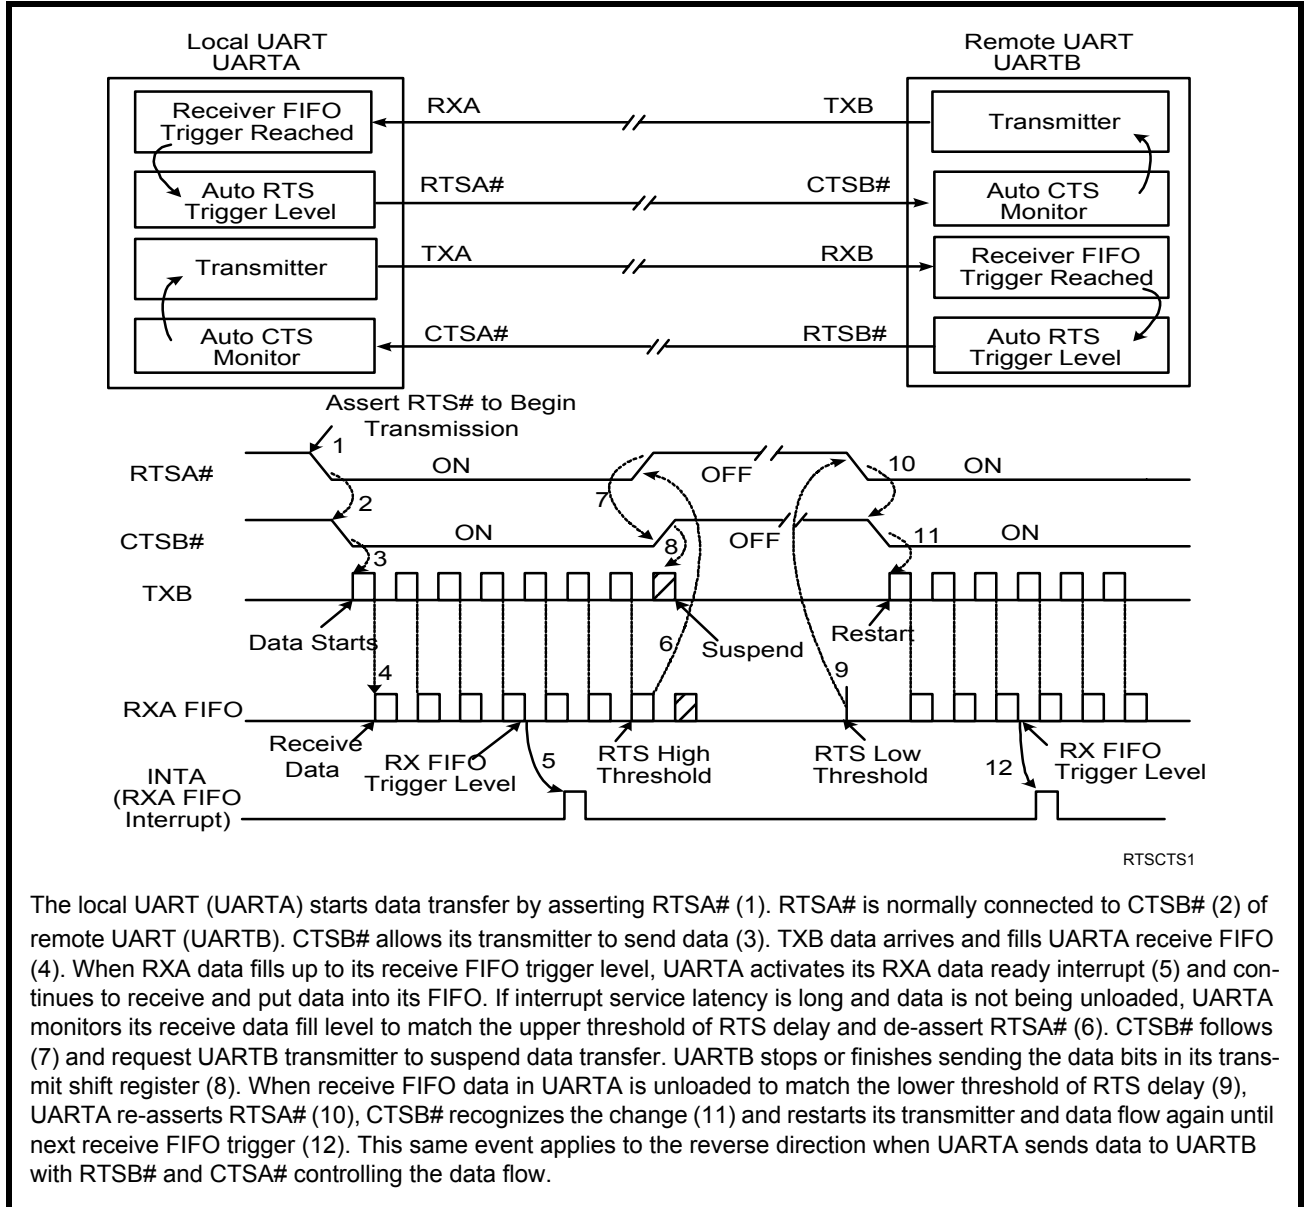 Local UART
UARTA
Remote UART
UARTB
Receiver FIFO
Trigger Reached
RXA
TXB
Transmitter
Auto RTS
Trigger Level
RTSA#
CTSB#
Auto CTS
Monitor
Transmitter
TXA
RXB
Receiver FIFO
Trigger Reached
Auto CTS
Monitor
CTSA#
RTSB#
Auto RTS
Trigger Level
Assert RTS# to Begin
Transmission
1
RTSA#
ON
OFF
10
ON
2
7
CTSB#
ON
8
OFF
11
ON
3
TXB
Data Starts
6
Suspend
Restart
4
9
RXA FIFO
Receive
Data
RX FIFO
Trigger Level
5
RTS High
Threshold
RTS Low
Threshold
12
RX FIFO
Trigger Level
INTA
(RXA FIFO
Interrupt)
RTSCTS1
The local UART (UARTA) starts data transfer by asserting RTSA# (1). RTSA# is normally connected to CTSB# (2) of
remote UART (UARTB). CTSB# allows its transmitter to send data (3). TXB data arrives and fills UARTA receive FIFO
(4). When RXA data fills up to its receive FIFO trigger level, UARTA activates its RXA data ready interrupt (5) and con-
tinues to receive and put data into its FIFO. If interrupt service latency is long and data is not being unloaded, UARTA
monitors its receive data fill level to match the upper threshold of RTS delay and de-assert RTSA# (6). CTSB# follows
(7) and request UARTB transmitter to suspend data transfer. UARTB stops or finishes sending the data bits in its trans-
mit shift register (8). When receive FIFO data in UARTA is unloaded to match the lower threshold of RTS delay (9),
UARTA re-asserts RTSA# (10), CTSB# recognizes the change (11) and restarts its transmitter and data flow again until
next receive FIFO trigger (12). This same event applies to the reverse direction when UARTA sends data to UARTB
with RTSB# and CTSA# controlling the data flow.